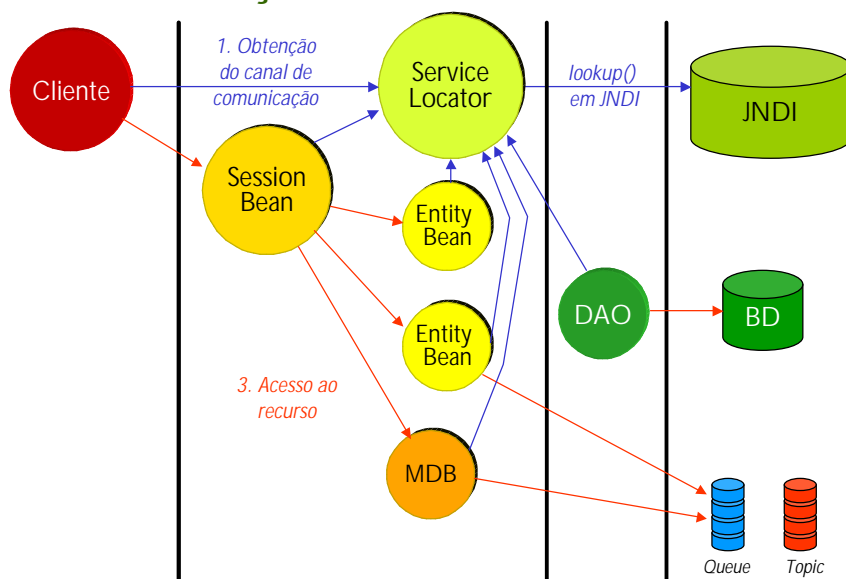 1. Obtenção
do canal de
comunicação
Cliente
Service
Locator
lookup()
em JNDI
JNDI
Session
Bean
Entity
Bean
Entity
Bean
DAO
BD
3. Acesso ao
recurso
MDB
Queue
Topic